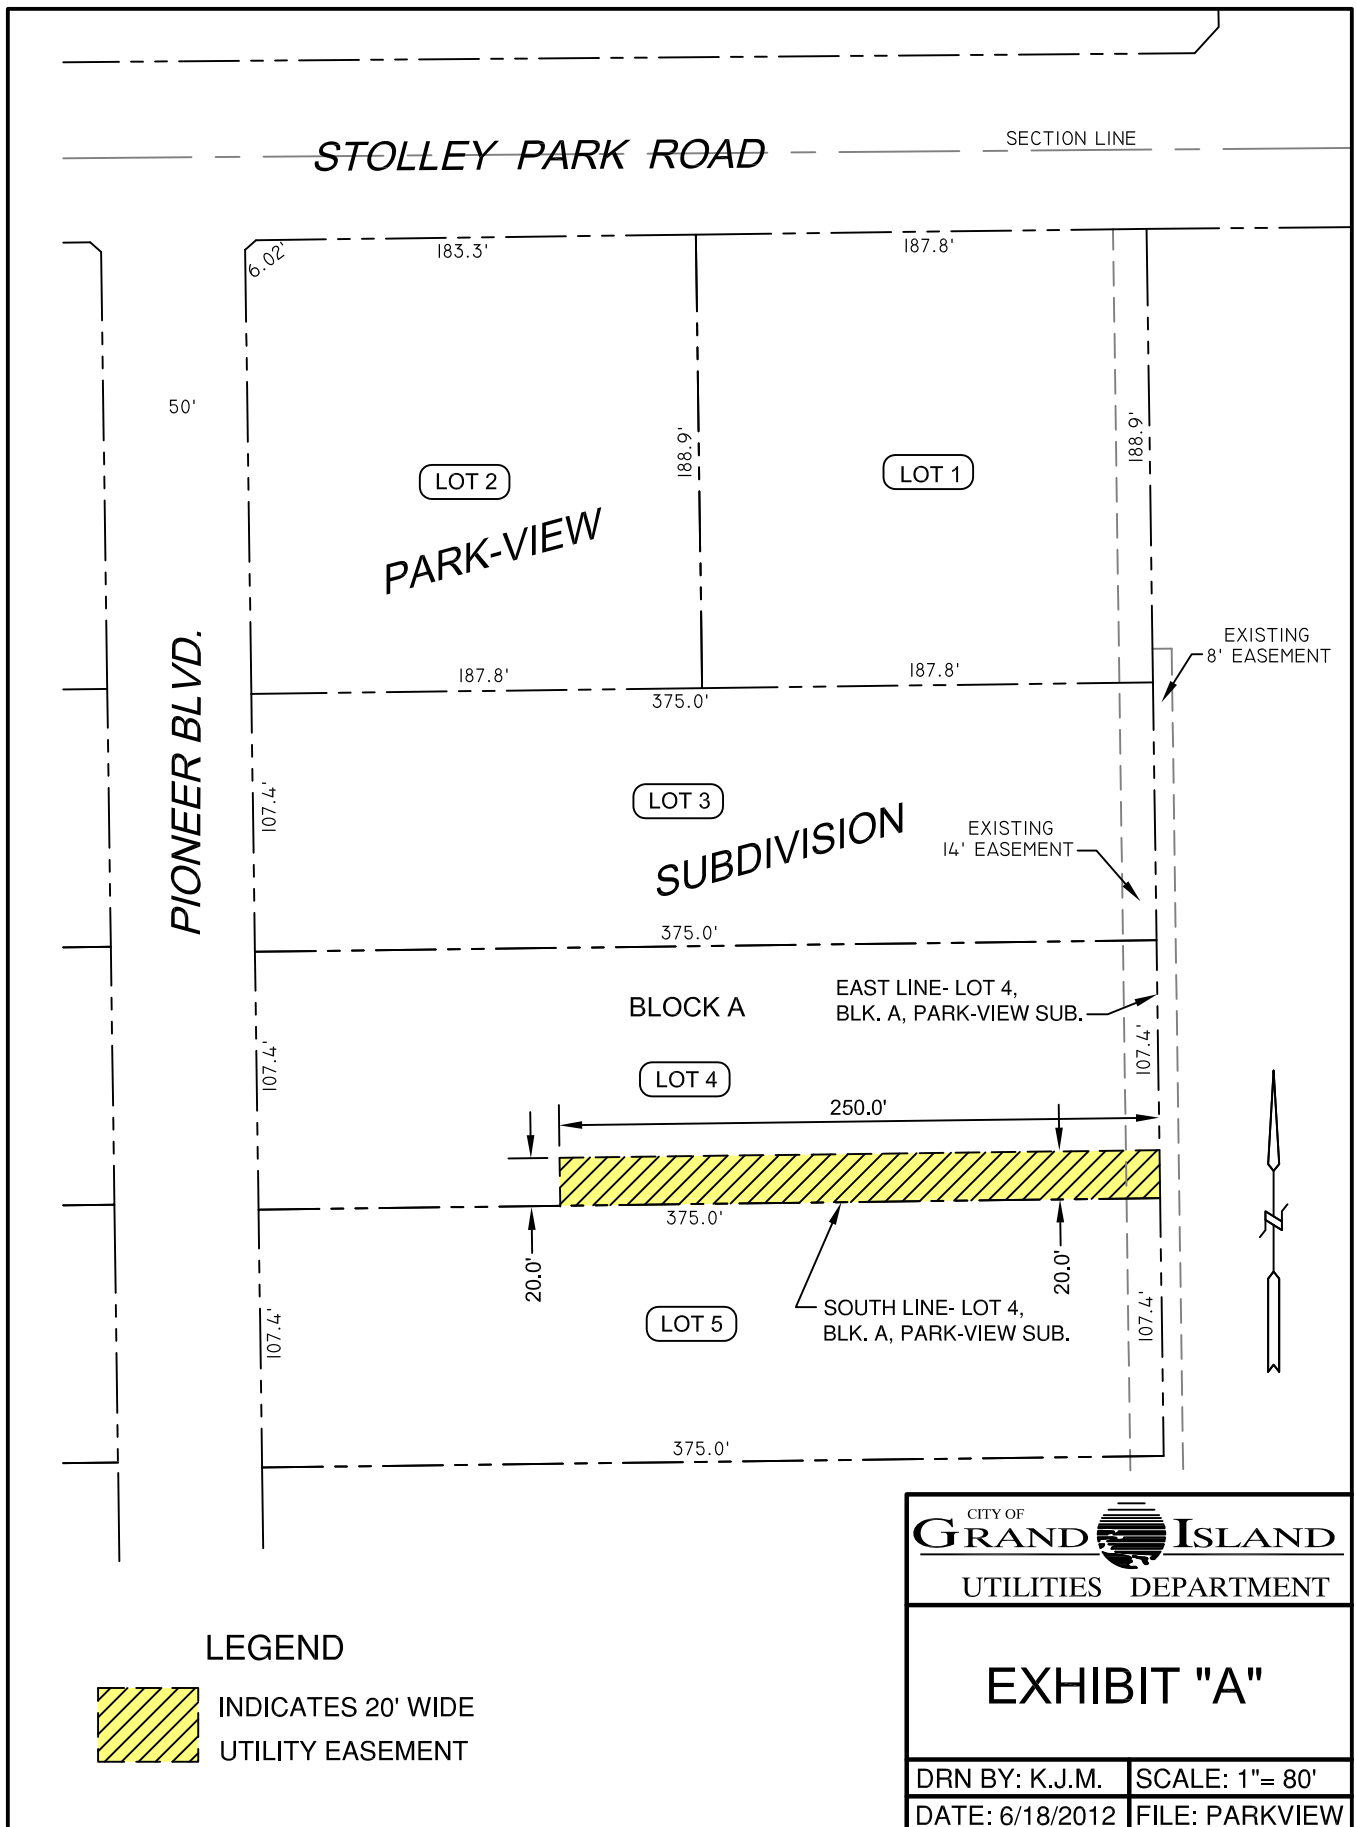 STOLLEY PARK ROAD
SECTION LINE
6.02'
183.3'
187.8'
50'
188.9'
188.9'
LOT 2
LOT 1
PARK-VIEW
PIONEER BLVD.
EXISTING
8' EASEMENT
187.8'
187.8'
375.0'
107.4'
LOT 3
SUBDIVISION
EXISTING
14' EASEMENT
375.0'
BLOCK A
EAST LINE- LOT 4,
BLK. A, PARK-VIEW SUB.
107.4'
107.4'
LOT 4
250.0'
375.0'
20.0'
20.0'
SOUTH LINE- LOT 4,
BLK. A, PARK-VIEW SUB.
107.4'
107.4'
LOT 5
375.0'
N
CITY OF
GRAND ISLAND
UTILITIES DEPARTMENT
EXHIBIT "A"
DRN BY: K.J.M.
SCALE: 1"= 80'
DATE: 6/18/2012
FILE: PARKVIEW
LEGEND
INDICATES 20' WIDE
UTILITY EASEMENT